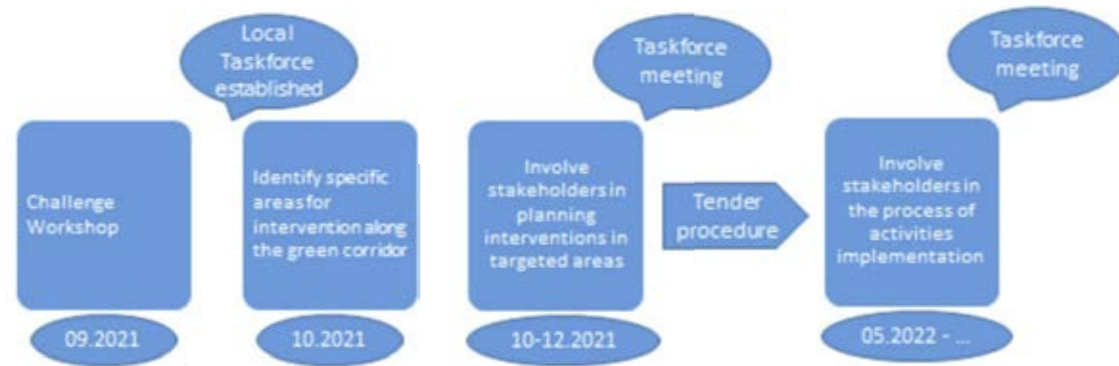 Local
Taskforce
established
Taskforce
meeting
Taskforce
meeting
Challenge
Workshop
Identify specific
areas for
intervention along
the green corridor
Involve
stakeholders in
planning
interventions in
targeted areas
Tender
procedure
Involve
stakeholders in
the process of
activities
implementation
09.2021
10.2021
10-12.2021
05.2022 - ...